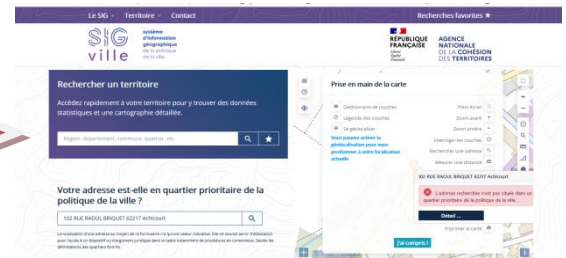 Le SIG Territoire Contact
Recherches favorites ★
SIG
ville
système
d'information
géographique
de la politique
de la ville
RÉPUBLIQUE
FRANÇAISE
Liberté
Égalité
Fraternité
AGENCE
NATIONALE
DE LA COHÉSION
DES TERRITOIRES
Rechercher un territoire
Accédez rapidement à votre territoire pour y trouver des données
statistiques et une cartographie détaillée.
Région, département, commune, quartier, etc.
Votre adresse est-elle en quartier prioritaire de la
politique de la ville ?
102 RUE RAOUL BRIQUET 62217 Achicourt
Prise en main de la carte
Gestionnaire de couches
Légende des couches
Se géolocaliser
Vous pouvez activer la
géolocalisation pour vous
positionner à votre localisation
actuelle
Plein Ecran
Zoom avant +
Zoom arrière −
Interroger les couches
Rechercher une adresse
Mesurer une distance
102 RUE RAOUL BRIQUET 62217 Achicourt
L'adresse recherchée n'est pas située dans un
quartier prioritaire de la politique de la ville.
Détail ...
Imprimer la carte
J'ai compris !